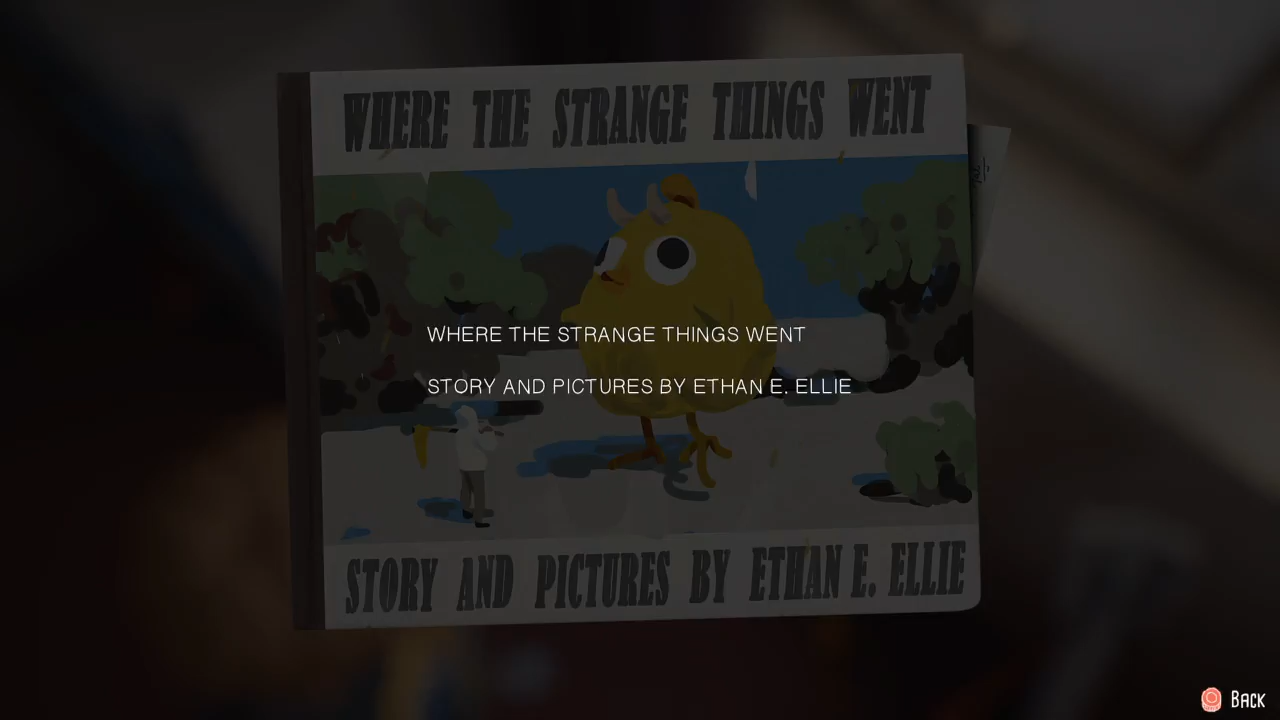 WHERE THE STRANGE THINGS WENT
WHERE THE STRANGE THINGS WENT
STORY AND PICTURES BY ETHAN E. ELLIE
STORY AND PICTURES BY ETHAN E. ELLIE
BACK